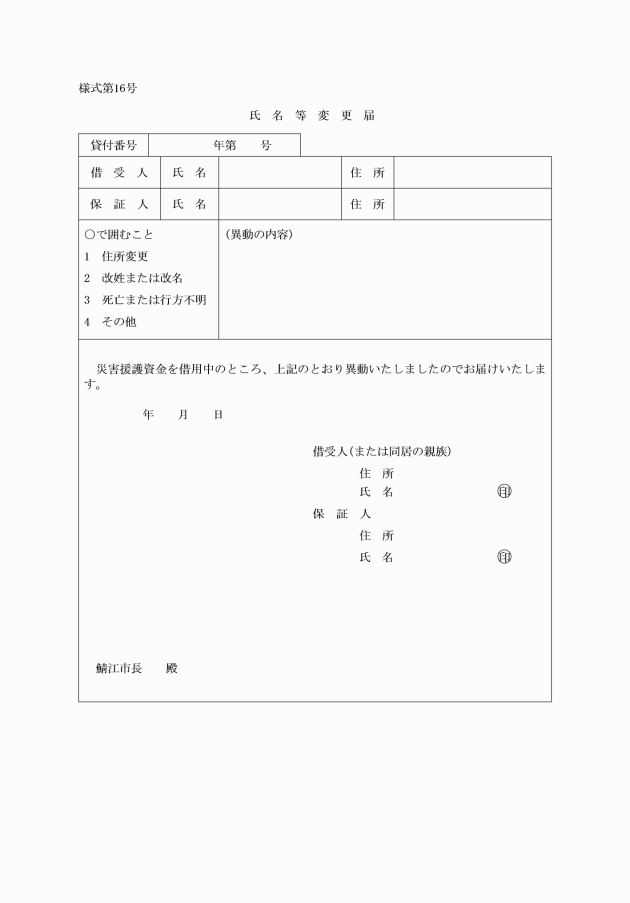 様式第16号
氏　名　等　変　更　届
貸付番号　　年第　　号
借　受　人　氏　名　住　所
保　証　人　氏　名　住　所
○で囲むこと
1　住所変更
2　改姓または改名
3　死亡または行方不明
4　その他
(異動の内容)
災害援護資金を借用中のところ、上記のとおり異動いたしましたのでお届けいたしま
す。
年　　月　　日
借受人(または同居の親族)
住　所
氏　名　㊞
保　証　人
住　所
氏　名　㊞
鯖江市長　　殿